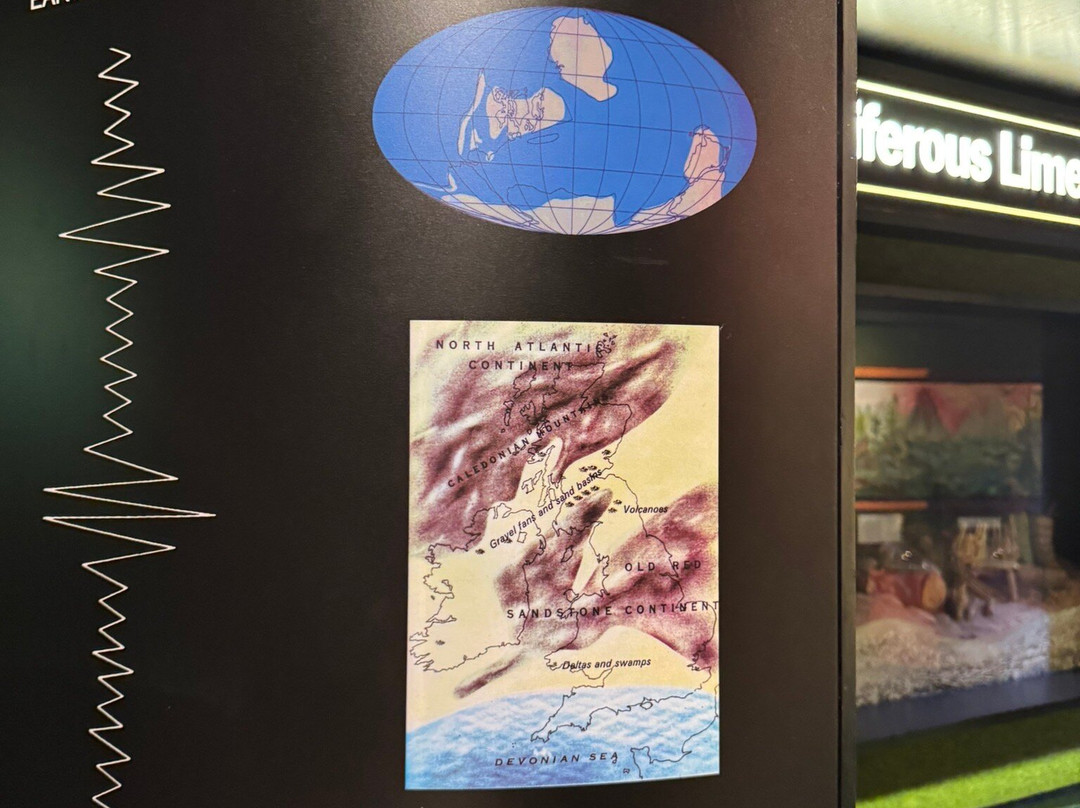 NORTH ATLANTIC
CONTINENT
CALEDONIAN MOUNTAINS
Gravel fans and sand basins
Volcanoes
OLD RED
SANDSTONE CONTINENT
Deltas and swamps
DEVONIAN SEA
iferous Lime